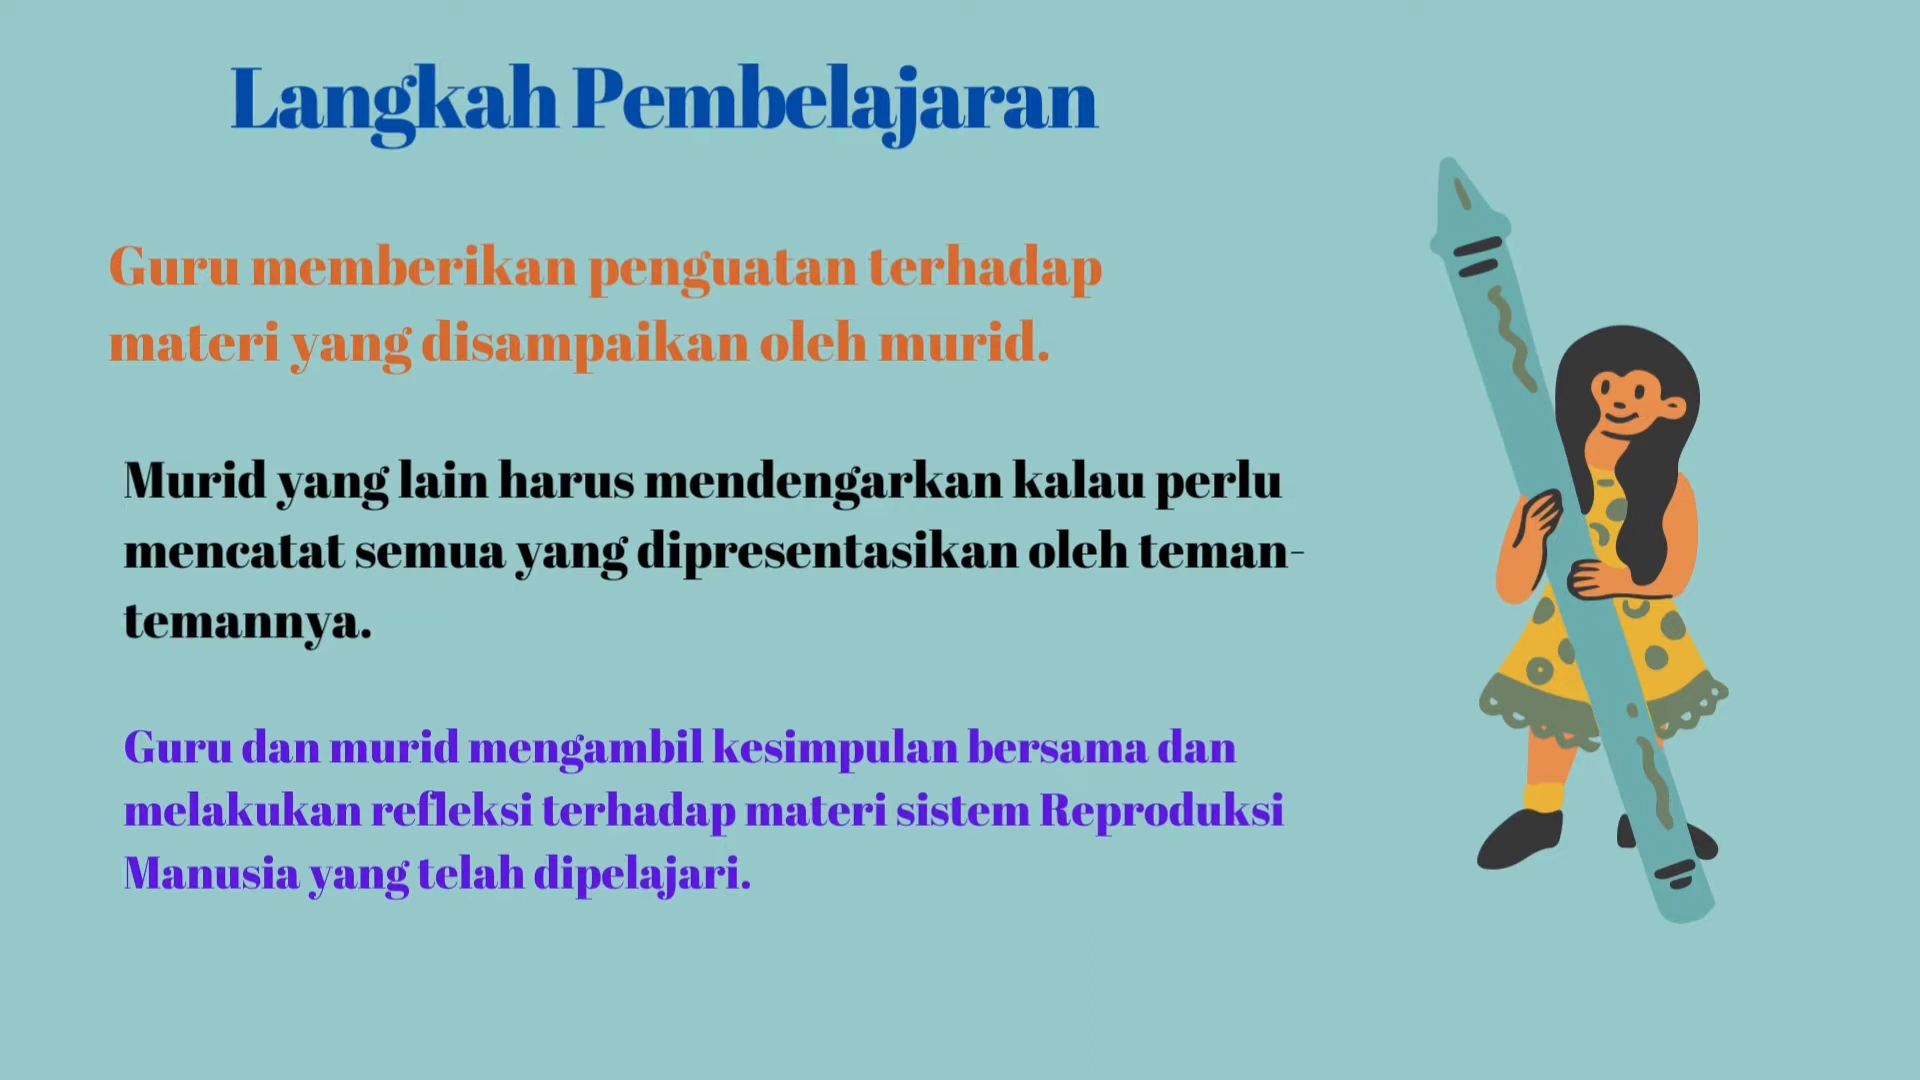 Langkah Pembelajaran
Guru memberikan penguatan terhadap
materi yang disampaikan oleh murid.
Murid yang lain harus mendengarkan kalau perlu
mencatat semua yang dipresentasikan oleh teman-
temannya.
Guru dan murid mengambil kesimpulan bersama dan
melakukan refleksi terhadap materi sistem Reproduksi
Manusia yang telah dipelajari.